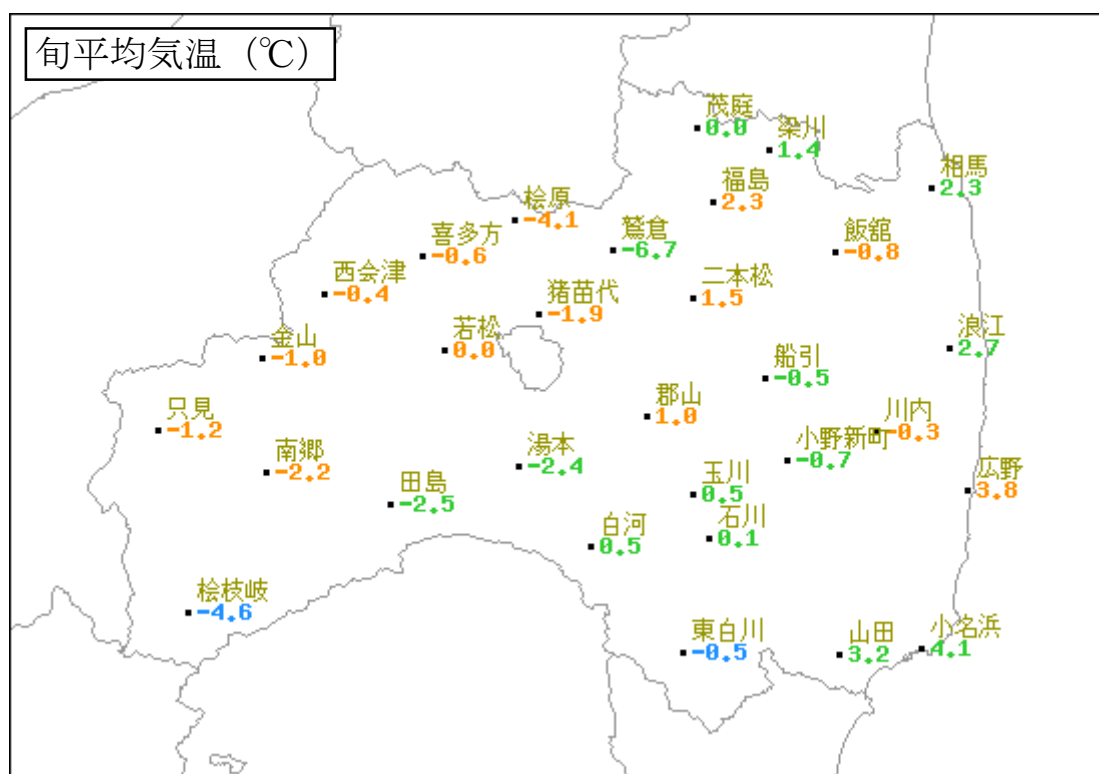 旬平均気温（℃）
茂庭
0.0
梁川
1.4
相馬
2.3
福島
2.3
桧原
-4.1
鷲倉
-6.7
喜多方
-0.6
飯舘
-0.8
西会津
-0.4
猪苗代
-1.9
二本松
1.5
金山
-1.0
若松
0.0
浪江
2.7
船引
-0.5
只見
-1.2
郡山
1.0
川内
-0.3
南郷
-2.2
湯本
-2.4
小野新町
-0.7
田島
-2.5
玉川
0.5
広野
3.8
白河
0.5
石川
0.1
桧枝岐
-4.6
東白川
-0.5
山田
3.2
小名浜
4.1